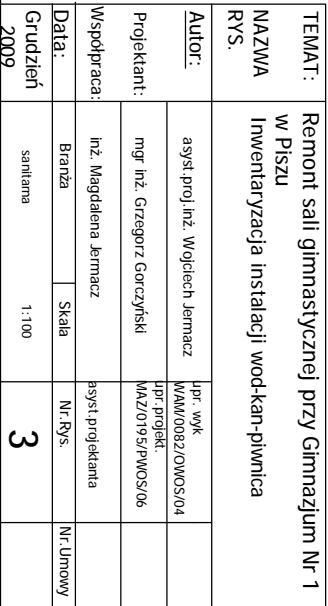 TEMAT: Remont sali gimnastycznej przy Gimnazjum Nr 1
w Piszu
NAZWA Inwentaryzacja instalacji wod-kan-piwnica
RYS.
Autor: asyst.proj.inż. Wojciech Jermacz upr. wyk
WAM/0082/OWOS/04
Projektant: mgr inż. Grzegorz Gorczyński upr.projekt.
MAZ/0195/PWOS/06
Współpraca: inż. Magdalena Jermacz asyst.projektanta
Data: Branża Skala Nr.Rys. Nr.Umowy
Grudzień sanitarna 1:100 3
2009